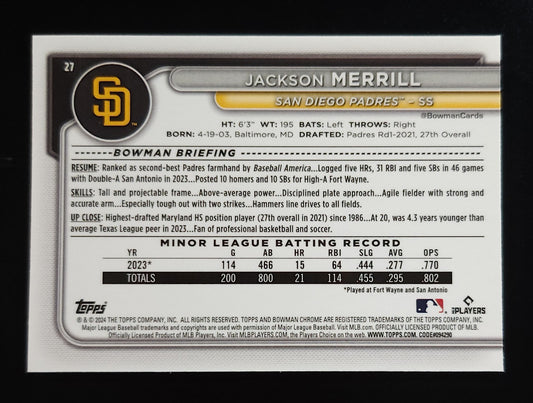 27
SD
JACKSON MERRILL
SAN DIEGO PADRES™ – SS
@BowmanCards
HT: 6'3" WT: 195 BATS: Left THROWS: Right
BORN: 4-19-03, Baltimore, MD DRAFTED: Padres Rd1-2021, 27th Overall
BOWMAN BRIEFING
RESUME: Ranked as second-best Padres farmhand by Baseball America...Logged five HRs, 31 RBI and five SBs in 46 games
with Double-A San Antonio in 2023...Posted 10 homers and 10 SBs for High-A Fort Wayne.
SKILLS: Tall and projectable frame...Above-average power...Disciplined plate approach...Agile fielder with strong and
accurate arm...Especially tough out with two strikes...Hammers line drives to all fields.
UP CLOSE: Highest-drafted Maryland HS position player (27th overall in 2021) since 1986...At 20, was 4.3 years younger than
average Texas League peer in 2023...Fan of professional basketball and soccer.
MINOR LEAGUE BATTING RECORD
YR G AB HR RBI SLG AVG OPS
2023* 114 466 15 64 .444 .277 .770
TOTALS 200 800 21 114 .455 .295 .802
*Played at Fort Wayne and San Antonio
Topps
PLAYERS
® & © 2024 THE TOPPS COMPANY, INC. ALL RIGHTS RESERVED. TOPPS AND BOWMAN CHROME ARE REGISTERED TRADEMARKS OF THE TOPPS COMPANY, INC.
Major League Baseball trademarks and copyrights are used with permission of Major League Baseball. Visit MLB.com. OFFICIALLY LICENSED PRODUCT OF MLB.
OFFICIALLY LICENSED PRODUCT OF MLB Players, Inc. Visit MLBPLAYERS.COM, the Players Choice on the web. WWW.TOPPS.COM. CODE#094290